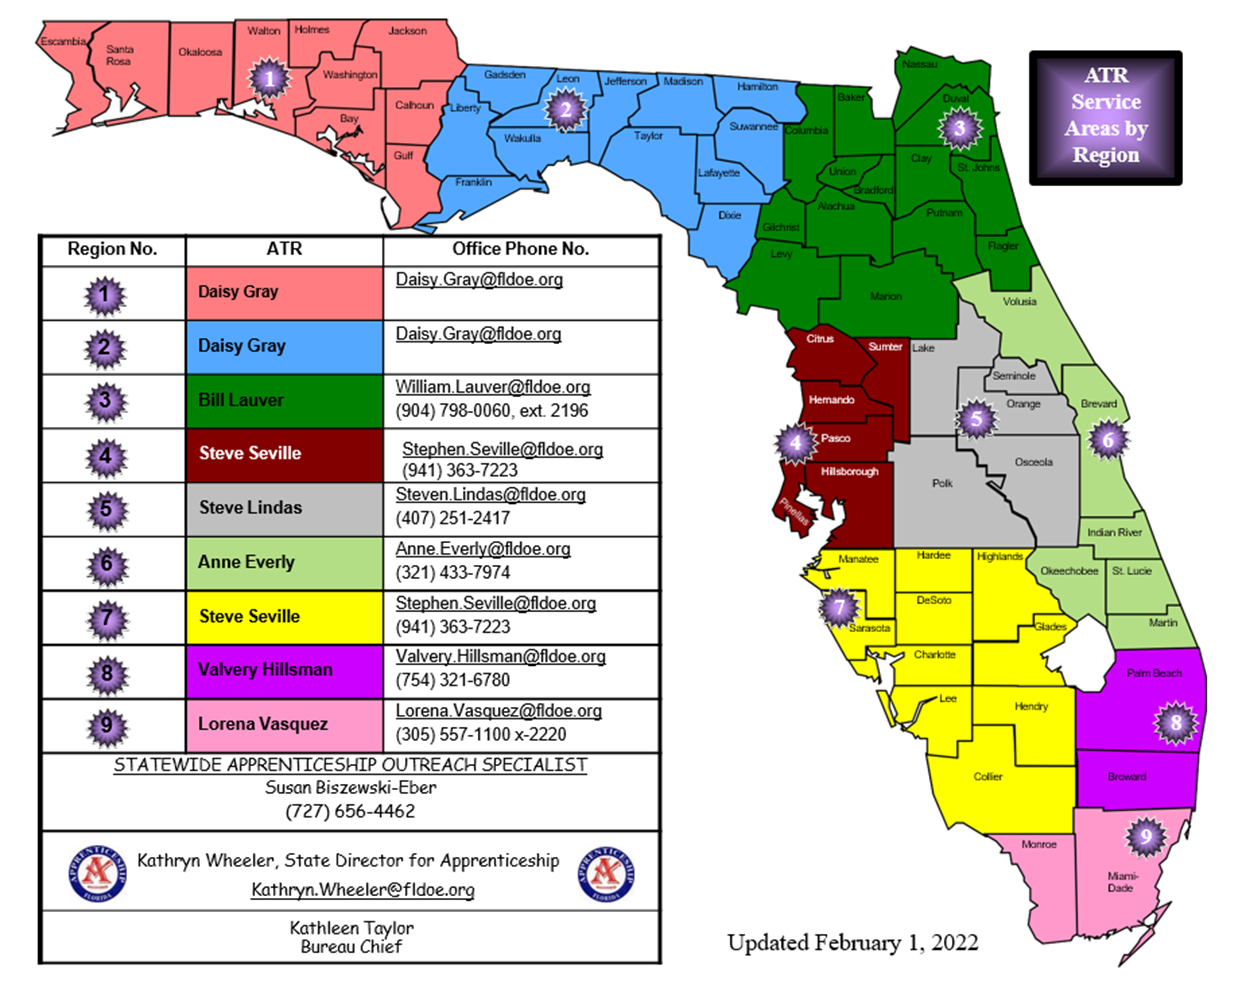 Escambia
Santa
Rosa
Okaloosa
Walton
Holmes
Jackson
Washington
Bay
Calhoun
Gulf
1
Gadsden
Leon
Jefferson
Madison
Hamilton
Liberty
Wakulla
Taylor
Suwannee
Lafayette
Franklin
Dixie
2
Nassau
Baker
Duval
Columbia
Clay
St. Johns
Union
Bradford
Alachua
Putnam
Gilchrist
Flagler
Levy
Marion
3
ATR
Service
Areas by
Region
Region No.
ATR
Office Phone No.
1
Daisy Gray
Daisy.Gray@fldoe.org
2
Daisy Gray
Daisy.Gray@fldoe.org
3
Bill Lauver
William.Lauver@fldoe.org
(904) 798-0060, ext. 2196
4
Steve Seville
Stephen.Seville@fldoe.org
(941) 363-7223
5
Steve Lindas
Steven.Lindas@fldoe.org
(407) 251-2417
6
Anne Everly
Anne.Everly@fldoe.org
(321) 433-7974
7
Steve Seville
Stephen.Seville@fldoe.org
(941) 363-7223
8
Valvery Hillsman
Valvery.Hillsman@fldoe.org
(754) 321-6780
9
Lorena Vasquez
Lorena.Vasquez@fldoe.org
(305) 557-1100 x-2220
STATEWIDE APPRENTICESHIP OUTREACH SPECIALIST
Susan Biszewski-Eber
(727) 656-4462
APPRENTICESHIP
A
FLORIDA
Kathryn Wheeler, State Director for Apprenticeship
Kathryn.Wheeler@fldoe.org
APPRENTICESHIP
A
FLORIDA
Kathleen Taylor
Bureau Chief
Citrus
Sumter
Hernando
Pasco
Hillsborough
Pinellas
4
Lake
Seminole
Orange
Osceola
Polk
5
Volusia
Brevard
Indian River
Okeechobee
St. Lucie
Martin
6
Manatee
Hardee
Highlands
DeSoto
Sarasota
Glades
Charlotte
Lee
Hendry
Collier
7
Palm Beach
Broward
8
Monroe
Miami-
Dade
9
Updated February 1, 2022